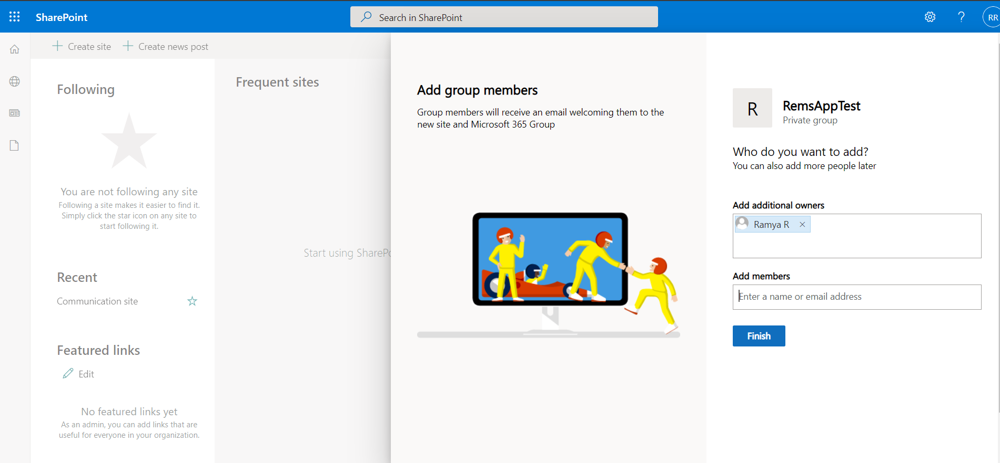 SharePoint
Search in SharePoint
?
RR
Create site
Create news post
Following
You are not following any site
Following a site makes it easier to find it.
Simply click the star icon on any site to
start following it.
Recent
Communication site
Featured links
Edit
No featured links yet
As an admin, you can add links that are
useful for everyone in your organization.
Frequent sites
Start using SharePo
Add group members
Group members will receive an email welcoming them to the
new site and Microsoft 365 Group
R
RemsAppTest
Private group
Who do you want to add?
You can also add more people later
Add additional owners
Ramya R
Add members
Enter a name or email address
Finish